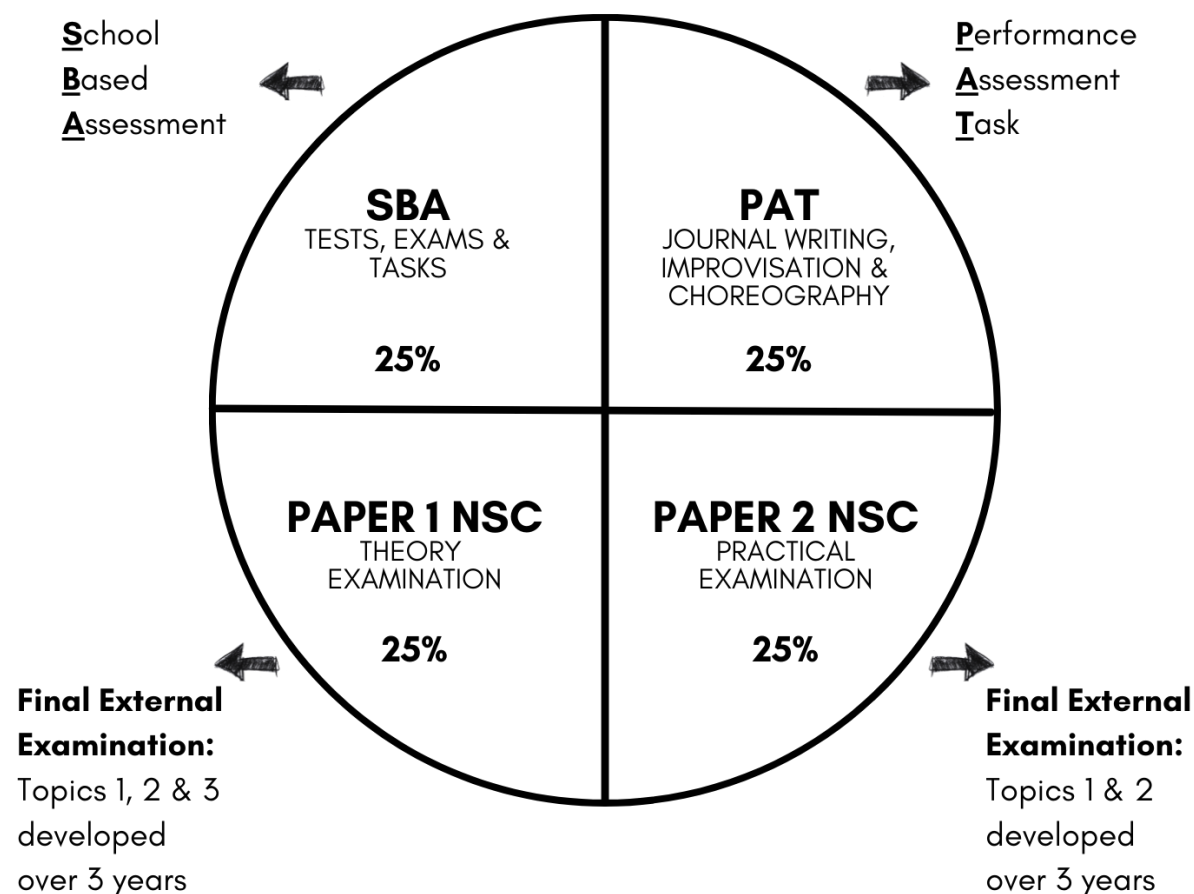 School
Based
Assessment
Performance
Assessment
Task
SBA
TESTS, EXAMS &
TASKS
25%
PAT
JOURNAL WRITING,
IMPROVISATION &
CHOREOGRAPHY
25%
PAPER 1 NSC
THEORY
EXAMINATION
25%
PAPER 2 NSC
PRACTICAL
EXAMINATION
25%
Final External
Examination:
Topics 1, 2 & 3
developed
over 3 years
Final External
Examination:
Topics 1 & 2
developed
over 3 years